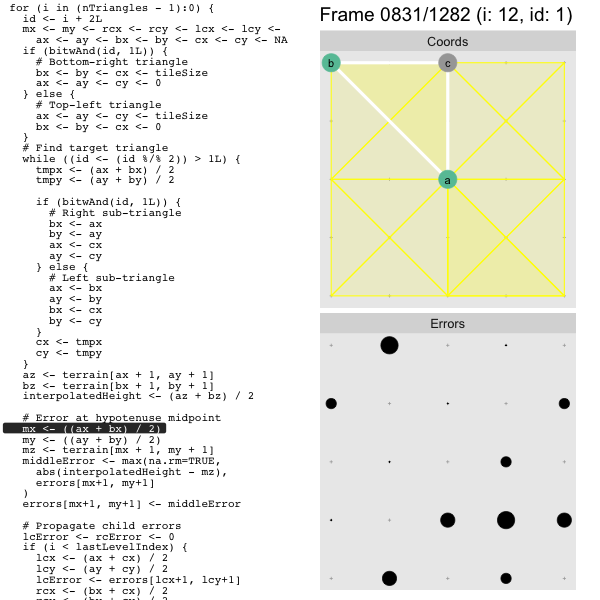 for (i in (nTriangles - 1):0) {
id <- i + 2L
mx <- my <- rcx <- rcy <- lcx <- lcy <-
ax <- ay <- bx <- by <- cx <- cy <- NA
if (bitwAnd(id, 1L)) {
# Bottom-right triangle
bx <- by <- cx <- tileSize
ax <- ay <- cy <- 0
} else {
# Top-left triangle
ax <- ay <- cy <- tileSize
bx <- by <- cx <- 0
}
# Find target triangle
while ((id <- (id %/% 2)) > 1L) {
tmpx <- (ax + bx) / 2
tmpy <- (ay + by) / 2
if (bitwAnd(id, 1L)) {
# Right sub-triangle
bx <- ax
by <- ay
ax <- cx
ay <- cy
} else {
# Left sub-triangle
ax <- bx
ay <- by
bx <- cx
by <- cy
}
cx <- tmpx
cy <- tmpy
}
az <- terrain[ax + 1, ay + 1]
bz <- terrain[bx + 1, by + 1]
interpolatedHeight <- (az + bz) / 2
# Error at hypotenuse midpoint
mx <- ((ax + bx) / 2)
my <- ((ay + by) / 2)
mz <- terrain[mx + 1, my + 1]
middleError <- max(na.rm=TRUE,
abs(interpolatedHeight - mz),
errors[mx+1, my+1]
)
errors[mx+1, my+1] <- middleError
# Propagate child errors
lcError <- rcError <- 0
if (i < lastLevelIndex) {
lcx <- (ax + cx) / 2
lcy <- (ay + cy) / 2
lcError <- errors[lcx+1, lcy+1]
rcx <- (bx + cx) / 2
Frame 0831/1282 (i: 12, id: 1)
Coords
b
c
a
Errors